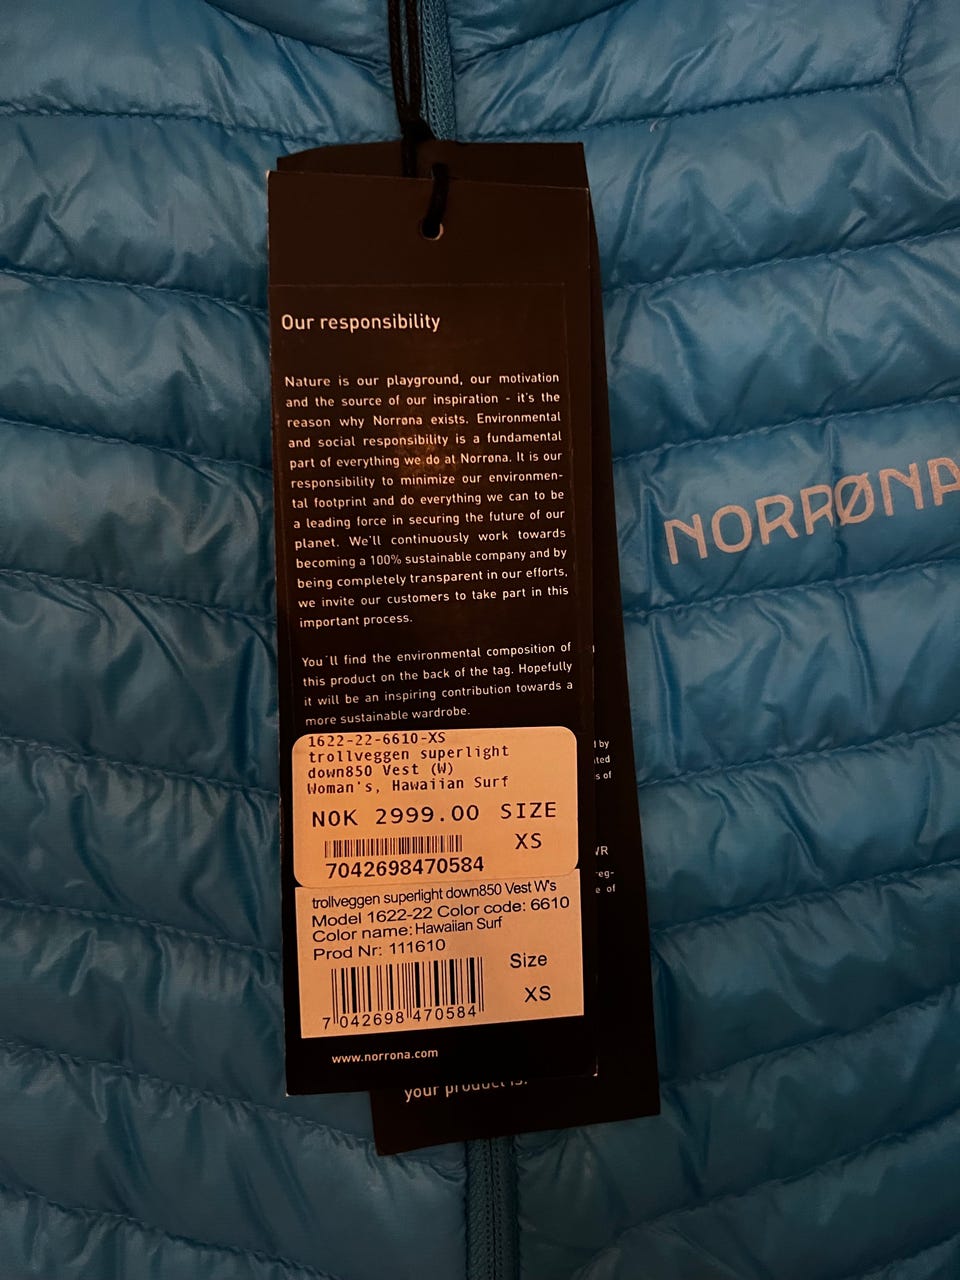 Our responsibility
Nature is our playground, our motivation
and the source of our inspiration - it's the
reason why Norrøna exists. Environmental
and social responsibility is a fundamental
part of everything we do at Norrøna. It is our
responsibility to minimize our environmen-
tal footprint and do everything we can to be
a leading force in securing the future of our
planet. We'll continuously work towards
becoming a 100% sustainable company and by
being completely transparent in our efforts,
we invite our customers to take part in this
important process.
You´ll find the environmental composition of
this product on the back of the tag. Hopefully
it will be an inspiring contribution towards a
more sustainable wardrobe.
1622-22-6610-XS
trollveggen superlight
down850 Vest (W)
Woman's, Hawaiian Surf
NOK 2999.00 SIZE
XS
7042698470584
trollveggen superlight down850 Vest W's
Model 1622-22 Color code: 6610
Color name: Hawaiian Surf
Prod Nr: 111610
Size
XS
7 042698 470584
www.norrona.com
your product is.
by
s of
e of
NORRØNA